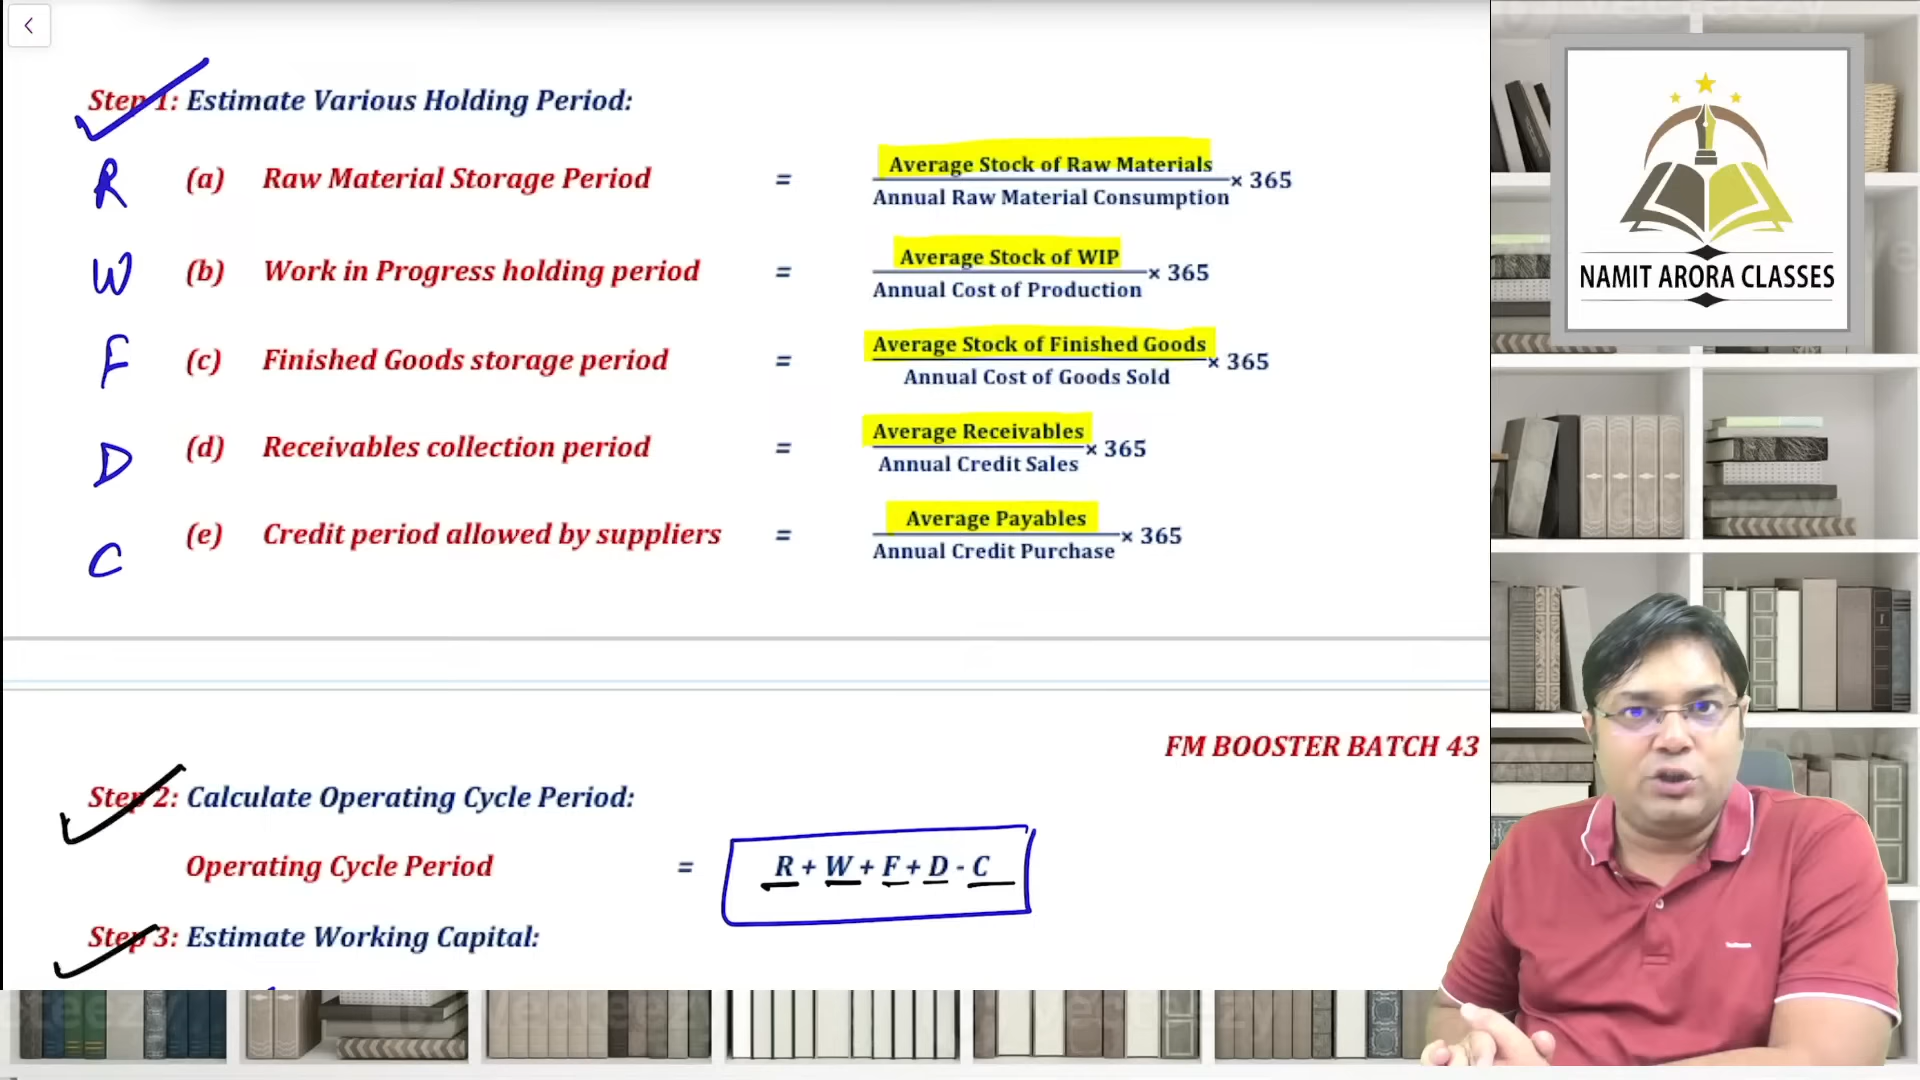 Step 1: Estimate Various Holding Period:
R (a) Raw Material Storage Period = Average Stock of Raw Materials
Annual Raw Material Consumption × 365
W (b) Work in Progress holding period = Average Stock of WIP
Annual Cost of Production × 365
F (c) Finished Goods storage period = Average Stock of Finished Goods
Annual Cost of Goods Sold × 365
D (d) Receivables collection period = Average Receivables
Annual Credit Sales × 365
C (e) Credit period allowed by suppliers = Average Payables
Annual Credit Purchase × 365
FM BOOSTER BATCH 43
Step 2: Calculate Operating Cycle Period:
Operating Cycle Period = R + W + F + D - C
Step 3: Estimate Working Capital:
NAMIT ARORA CLASSES